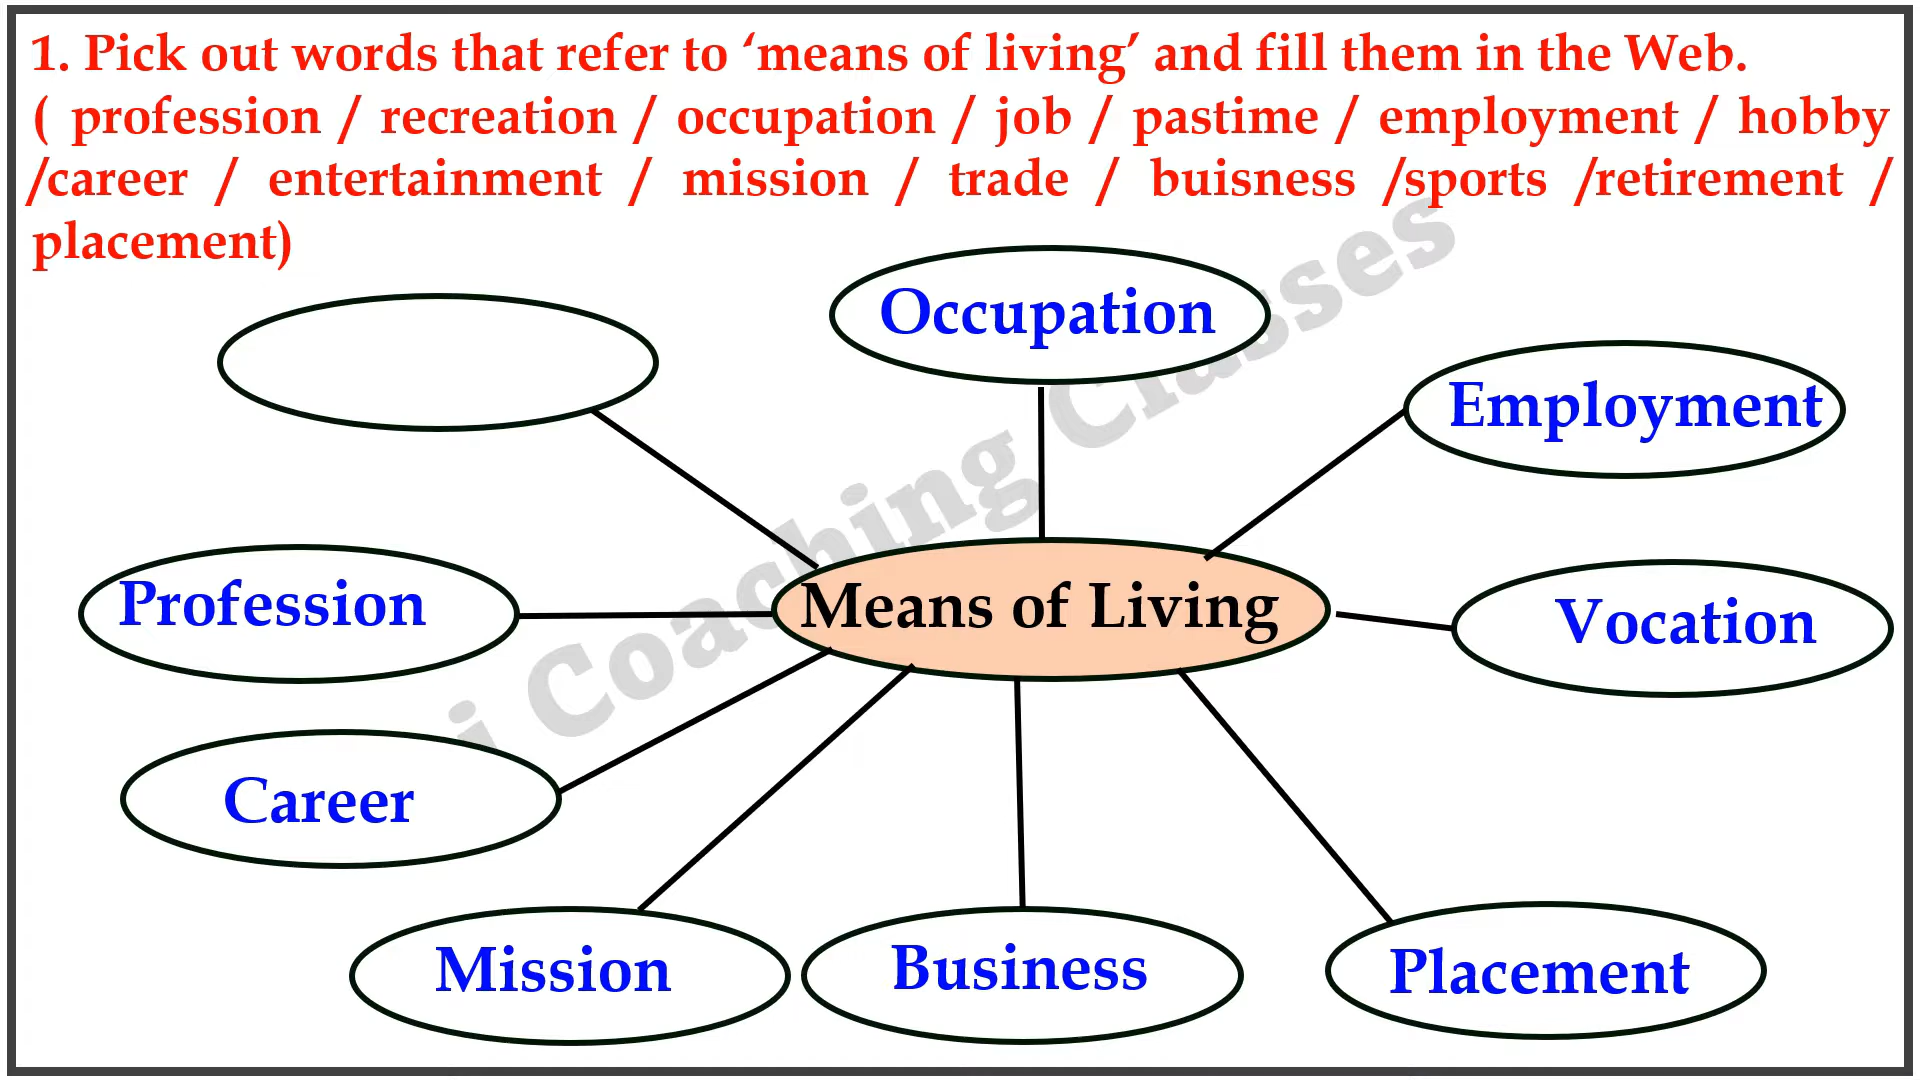 1. Pick out words that refer to ‘means of living’ and fill them in the Web.
( profession / recreation / occupation / job / pastime / employment / hobby
/career / entertainment / mission / trade / buisness /sports /retirement /
placement)
Occupation
Employment
Profession
Means of Living
Vocation
Career
Mission
Business
Placement
i Coaching Classes